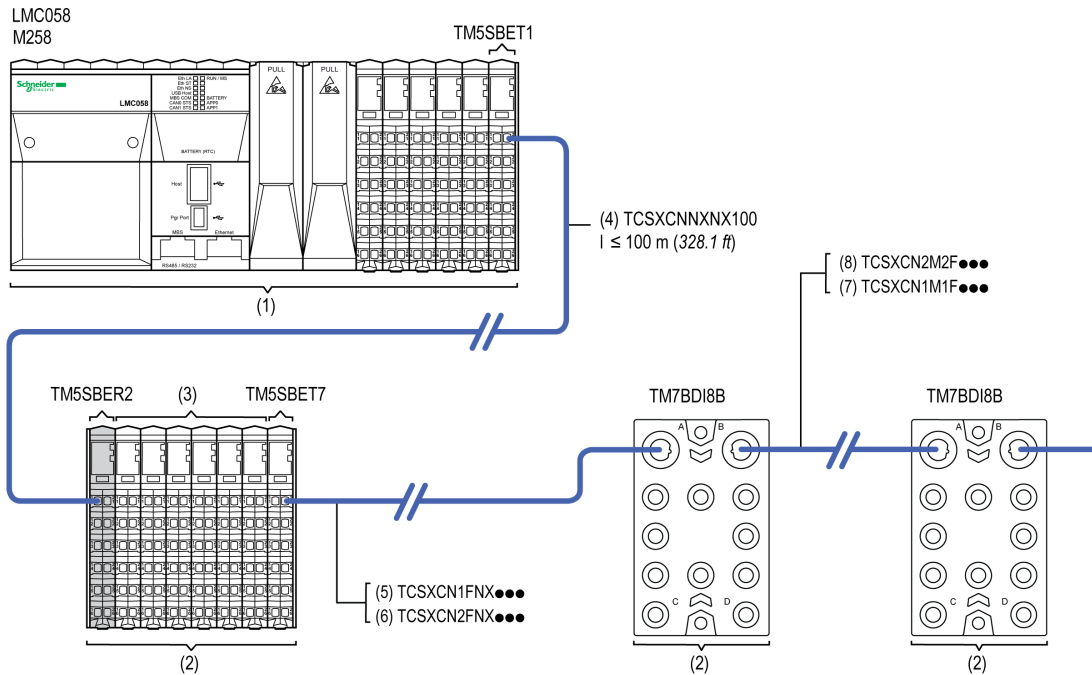 LMC058
M258
TM5SBET1
Schneider
Electric
LMC058
Eth LA RUN / MS
Eth ST
Eth NS
USB Host
MBS COM BATTERY
CAN0 STS APP0
CAN1 STS APP1
BATTERY (RTC)
Host
Pgr Port
MBS Ethernet
RS485 / RS232
PULL
PULL
(1)
(4) TCSXCNNXNX100
l ≤ 100 m (328.1 ft)
(8) TCSXCN2M2F●●●
(7) TCSXCN1M1F●●●
TM5SBER2 (3) TM5SBET7
TM7BDI8B
TM7BDI8B
A B
A B
C D
C D
(5) TCSXCN1FNX●●●
(6) TCSXCN2FNX●●●
(2)
(2)
(2)